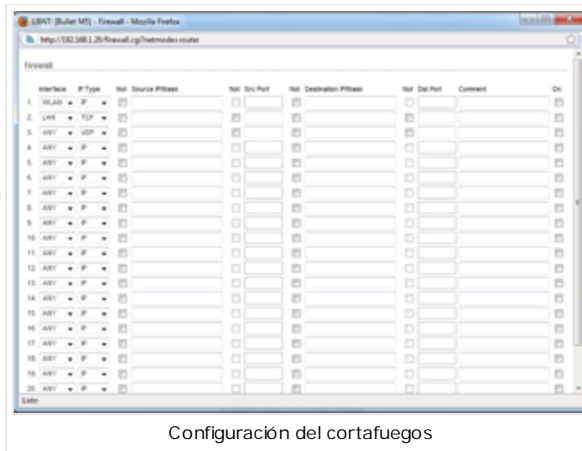 UBNT: [Bullet M5] - Firewall - Mozilla Firefox
http://192.168.1.20/firewall.cgi?netmode=router
Firewall
Interface IP Type Not Source IP/Mask Not Src Port Not Destination IP/Mask Not Dst Port Comment On
1. WLAN IP
2. LAN TCP
3. ANY UDP
4. ANY IP
5. ANY IP
6. ANY IP
7. ANY IP
8. ANY IP
9. ANY IP
10. ANY IP
11. ANY IP
12. ANY IP
13. ANY IP
14. ANY IP
15. ANY IP
16. ANY IP
17. ANY IP
18. ANY IP
19. ANY IP
20. ANY IP
Listo
Configuración del cortafuegos